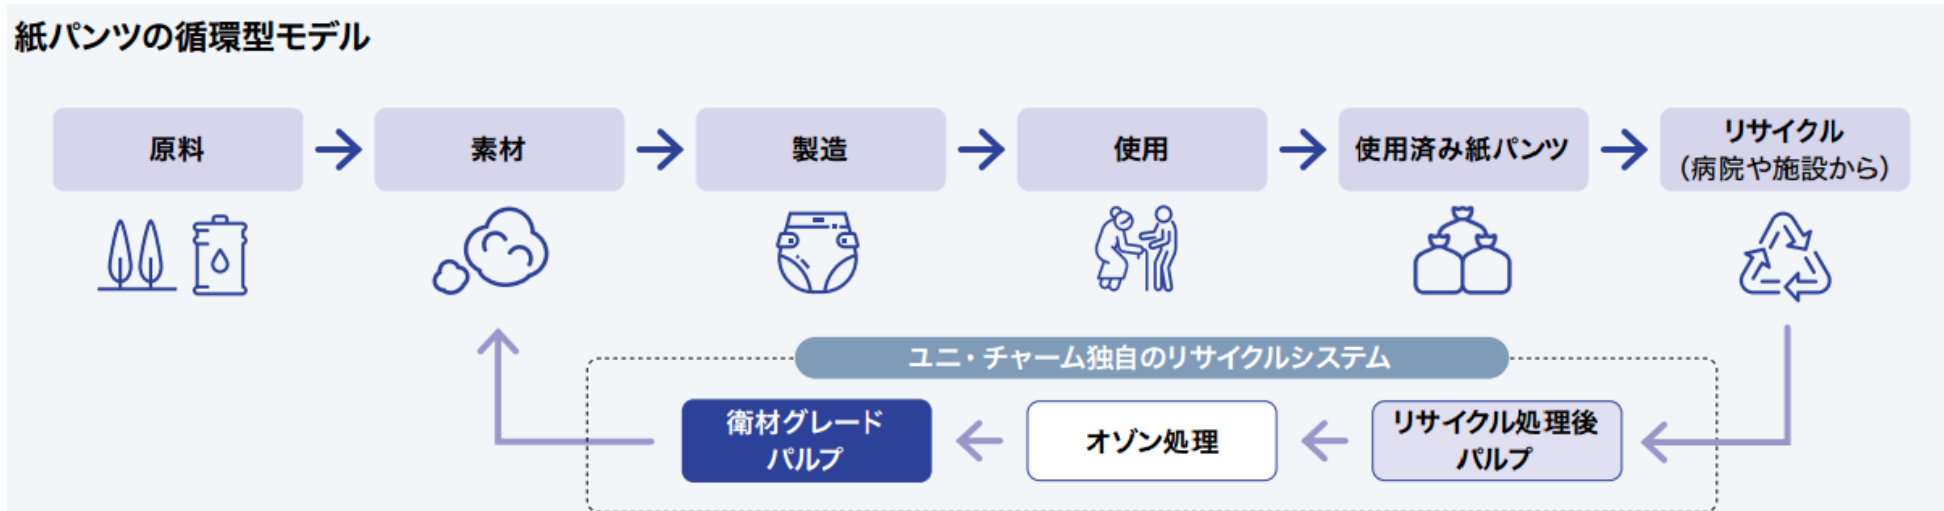 紙パンツの循環型モデル
原料
素材
製造
使用
使用済み紙パンツ
リサイクル
（病院や施設から）
ユニ・チャーム独自のリサイクルシステム
衛材グレード
パルプ
オゾン処理
リサイクル処理後
パルプ